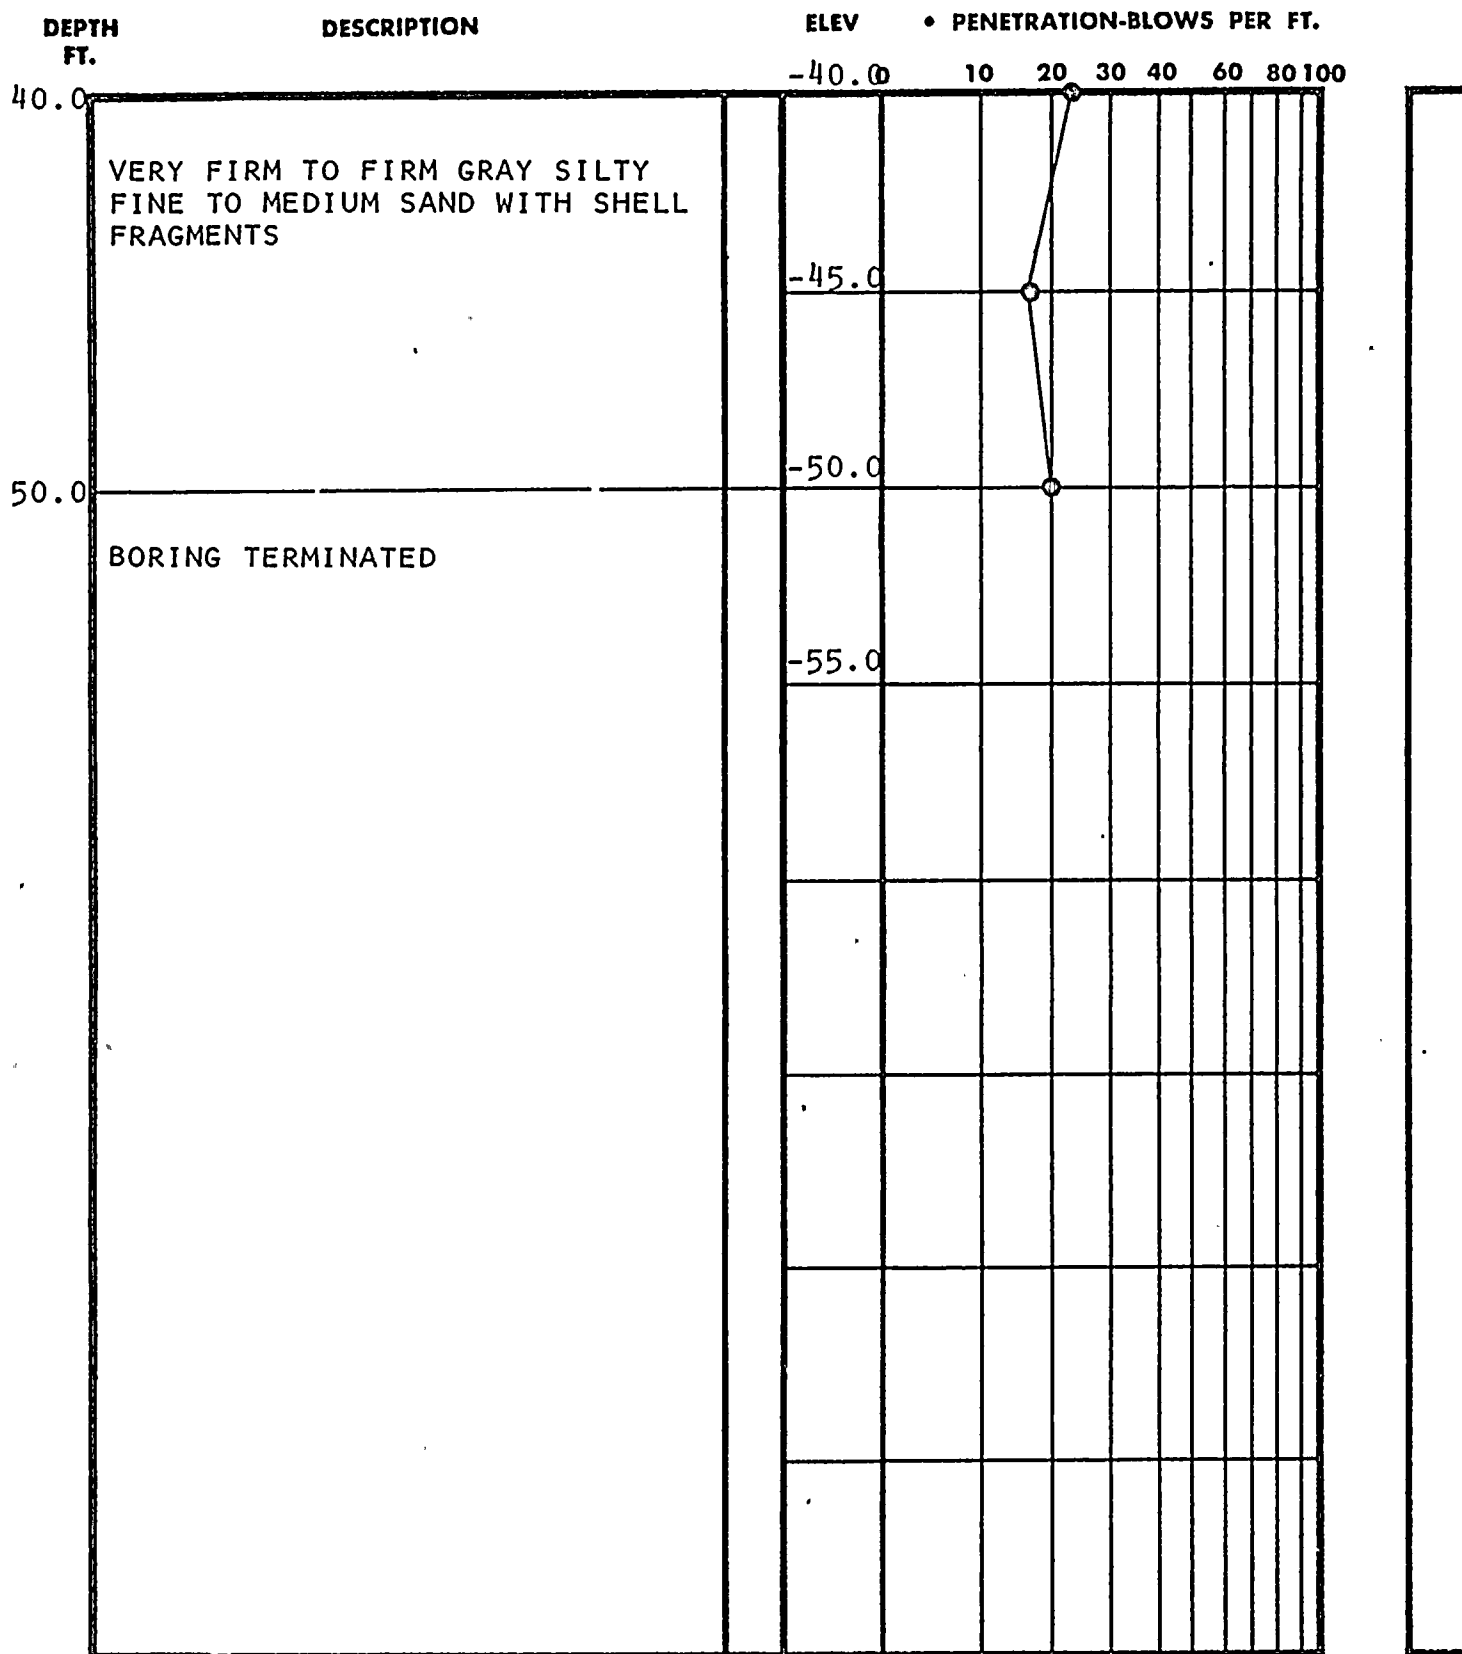 DEPTH FT. DESCRIPTION ELEV • PENETRATION-BLOWS PER FT.
-40.0 0 10 20 30 40 60 80 100
40.0
VERY FIRM TO FIRM GRAY SILTY
FINE TO MEDIUM SAND WITH SHELL
FRAGMENTS
-45.0
-50.0
50.0
BORING TERMINATED
-55.0